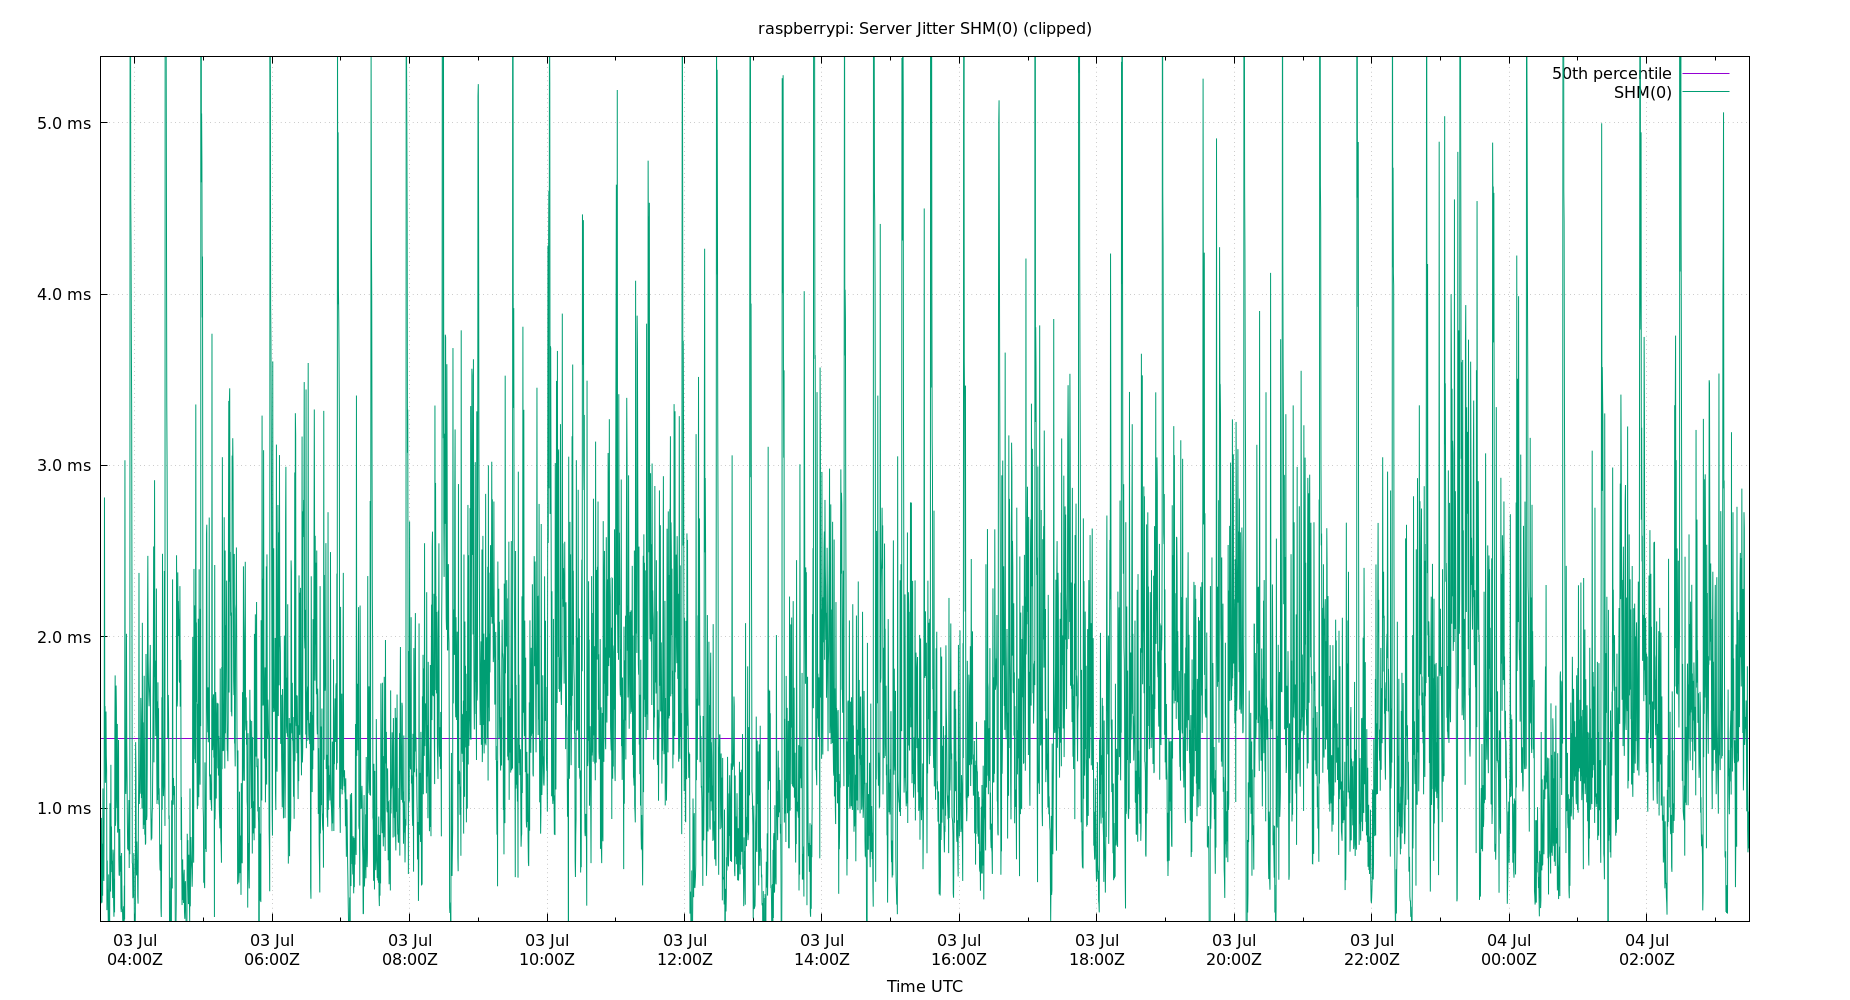 raspberrypi: Server Jitter SHM(0) (clipped)
50th percentile
SHM(0)
5.0 ms
4.0 ms
3.0 ms
2.0 ms
1.0 ms
03 Jul 03 Jul 03 Jul 03 Jul 03 Jul 03 Jul 03 Jul 03 Jul 03 Jul 03 Jul 04 Jul 04 Jul
04:00Z 06:00Z 08:00Z 10:00Z 12:00Z 14:00Z 16:00Z 18:00Z 20:00Z 22:00Z 00:00Z 02:00Z
Time UTC